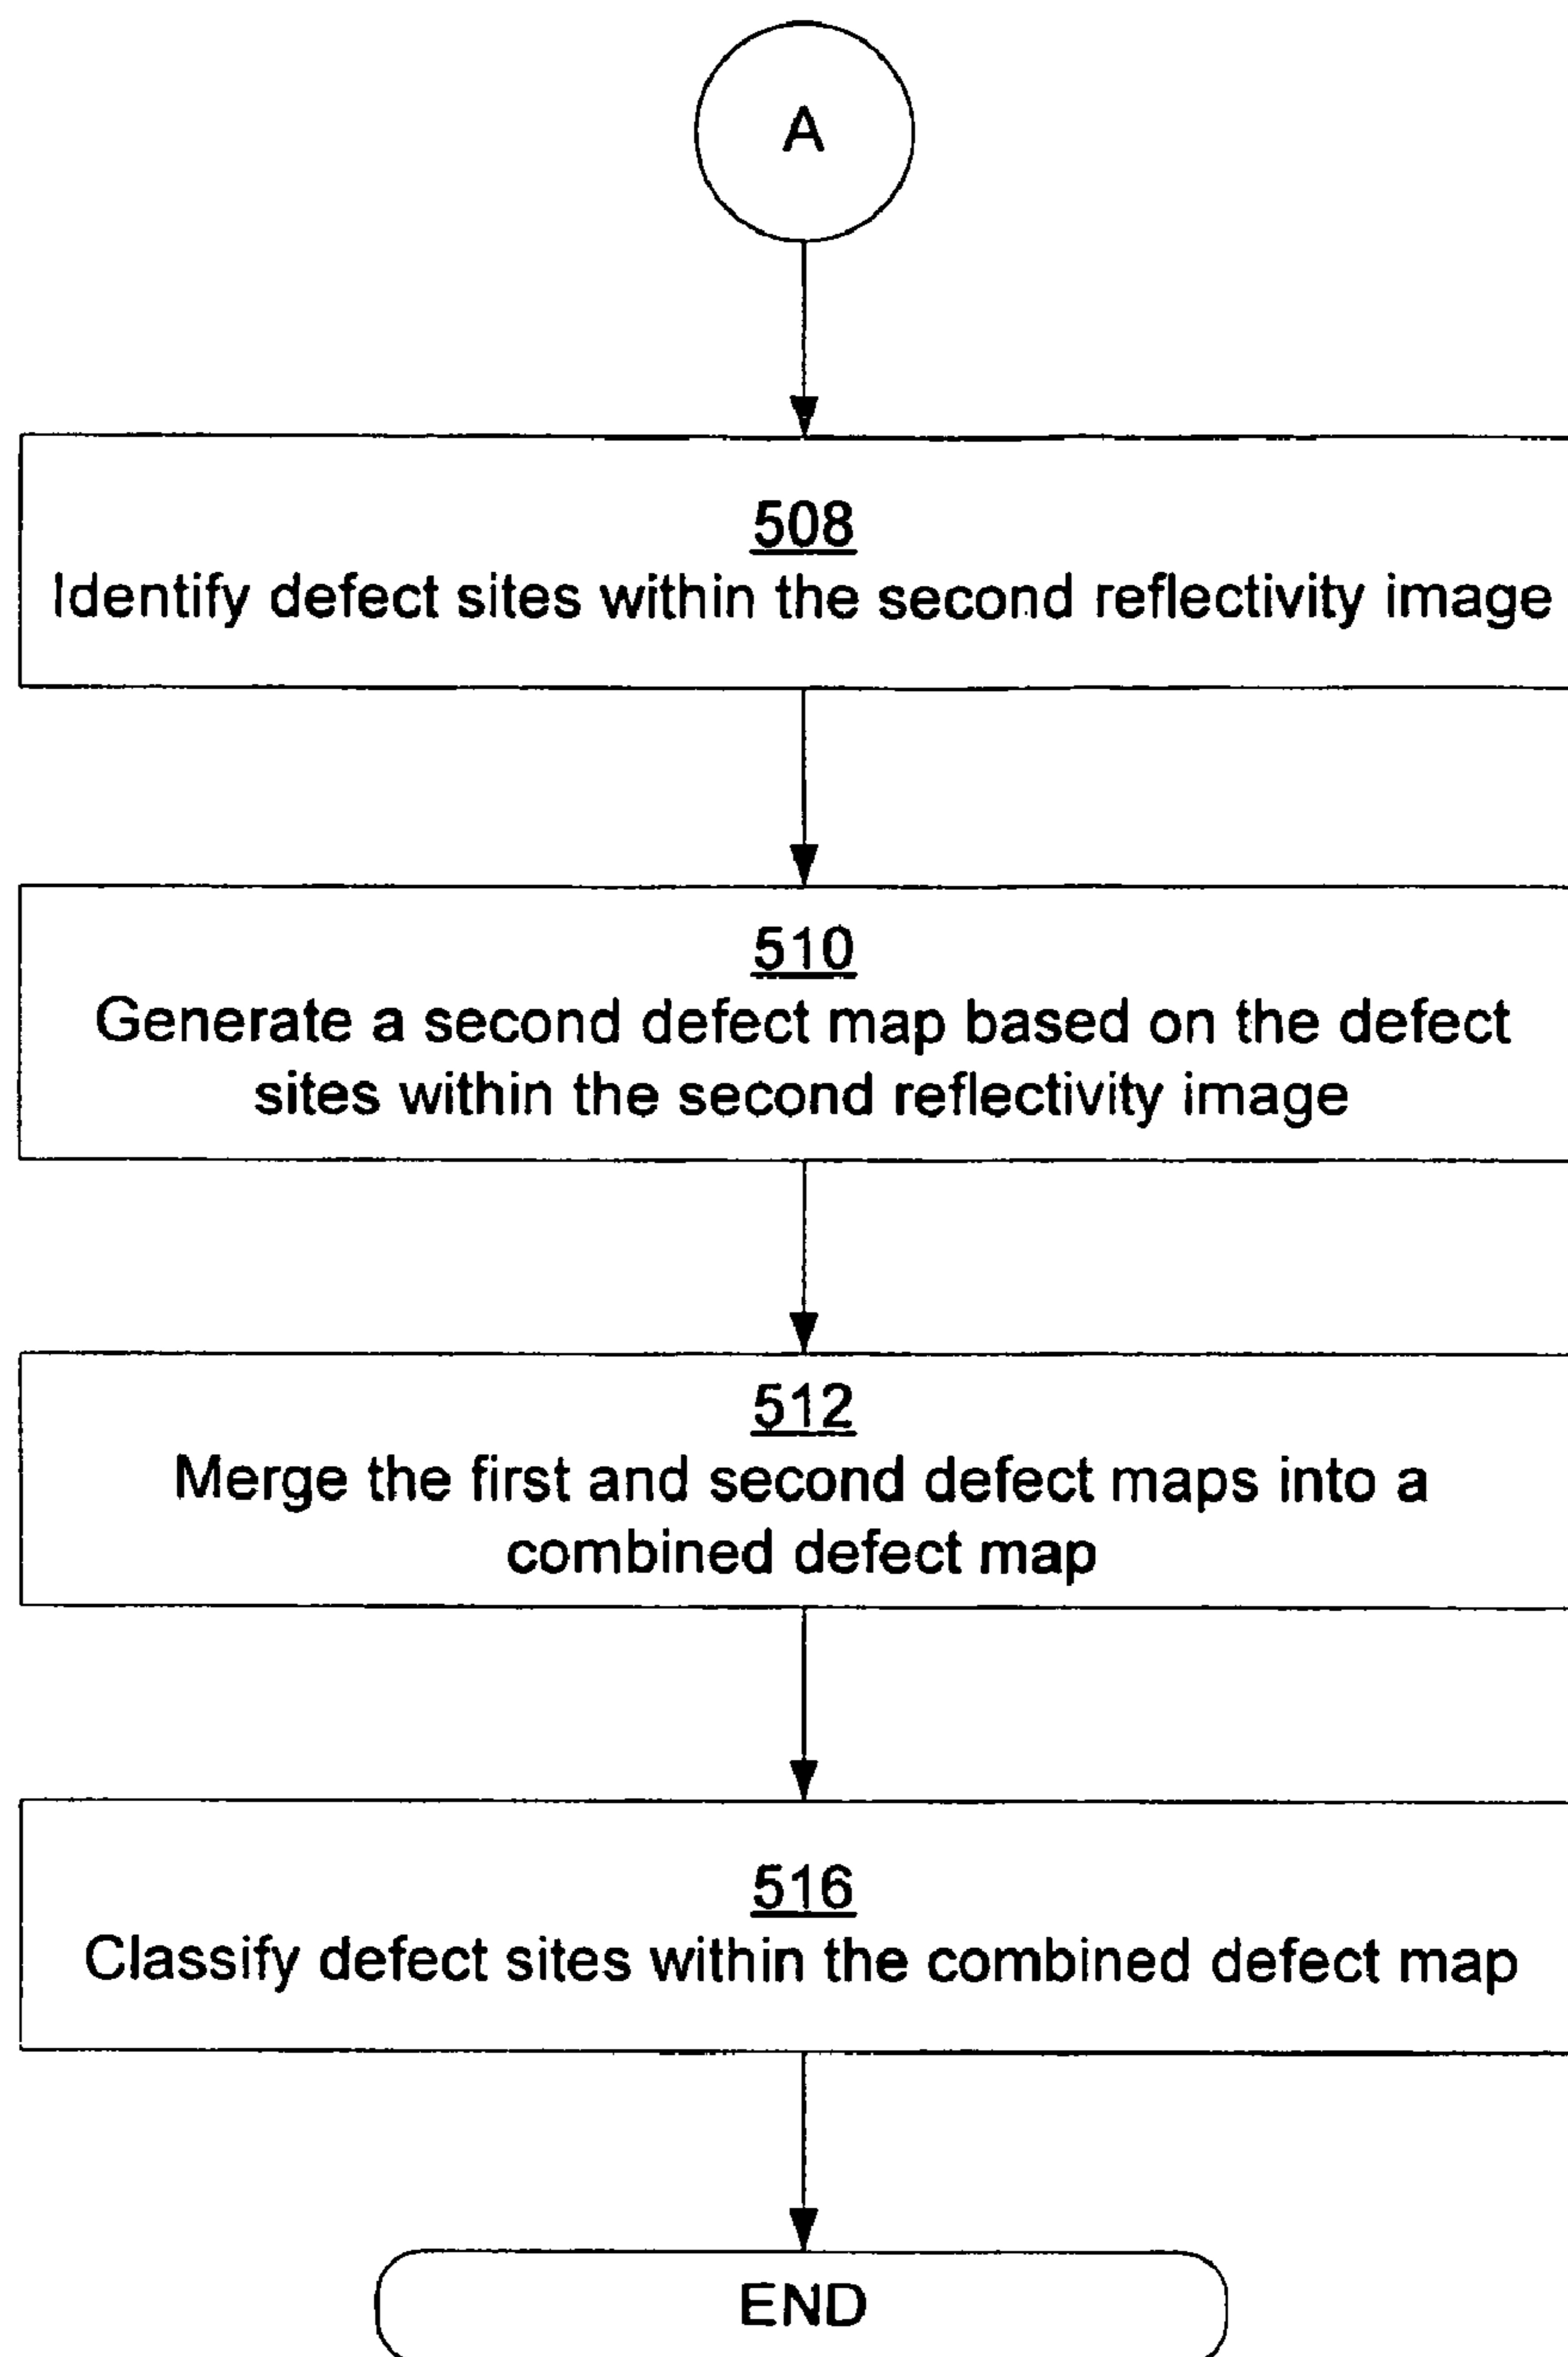 A
508
Identify defect sites within the second reflectivity image
510
Generate a second defect map based on the defect
sites within the second reflectivity image
512
Merge the first and second defect maps into a
combined defect map
516
Classify defect sites within the combined defect map
END